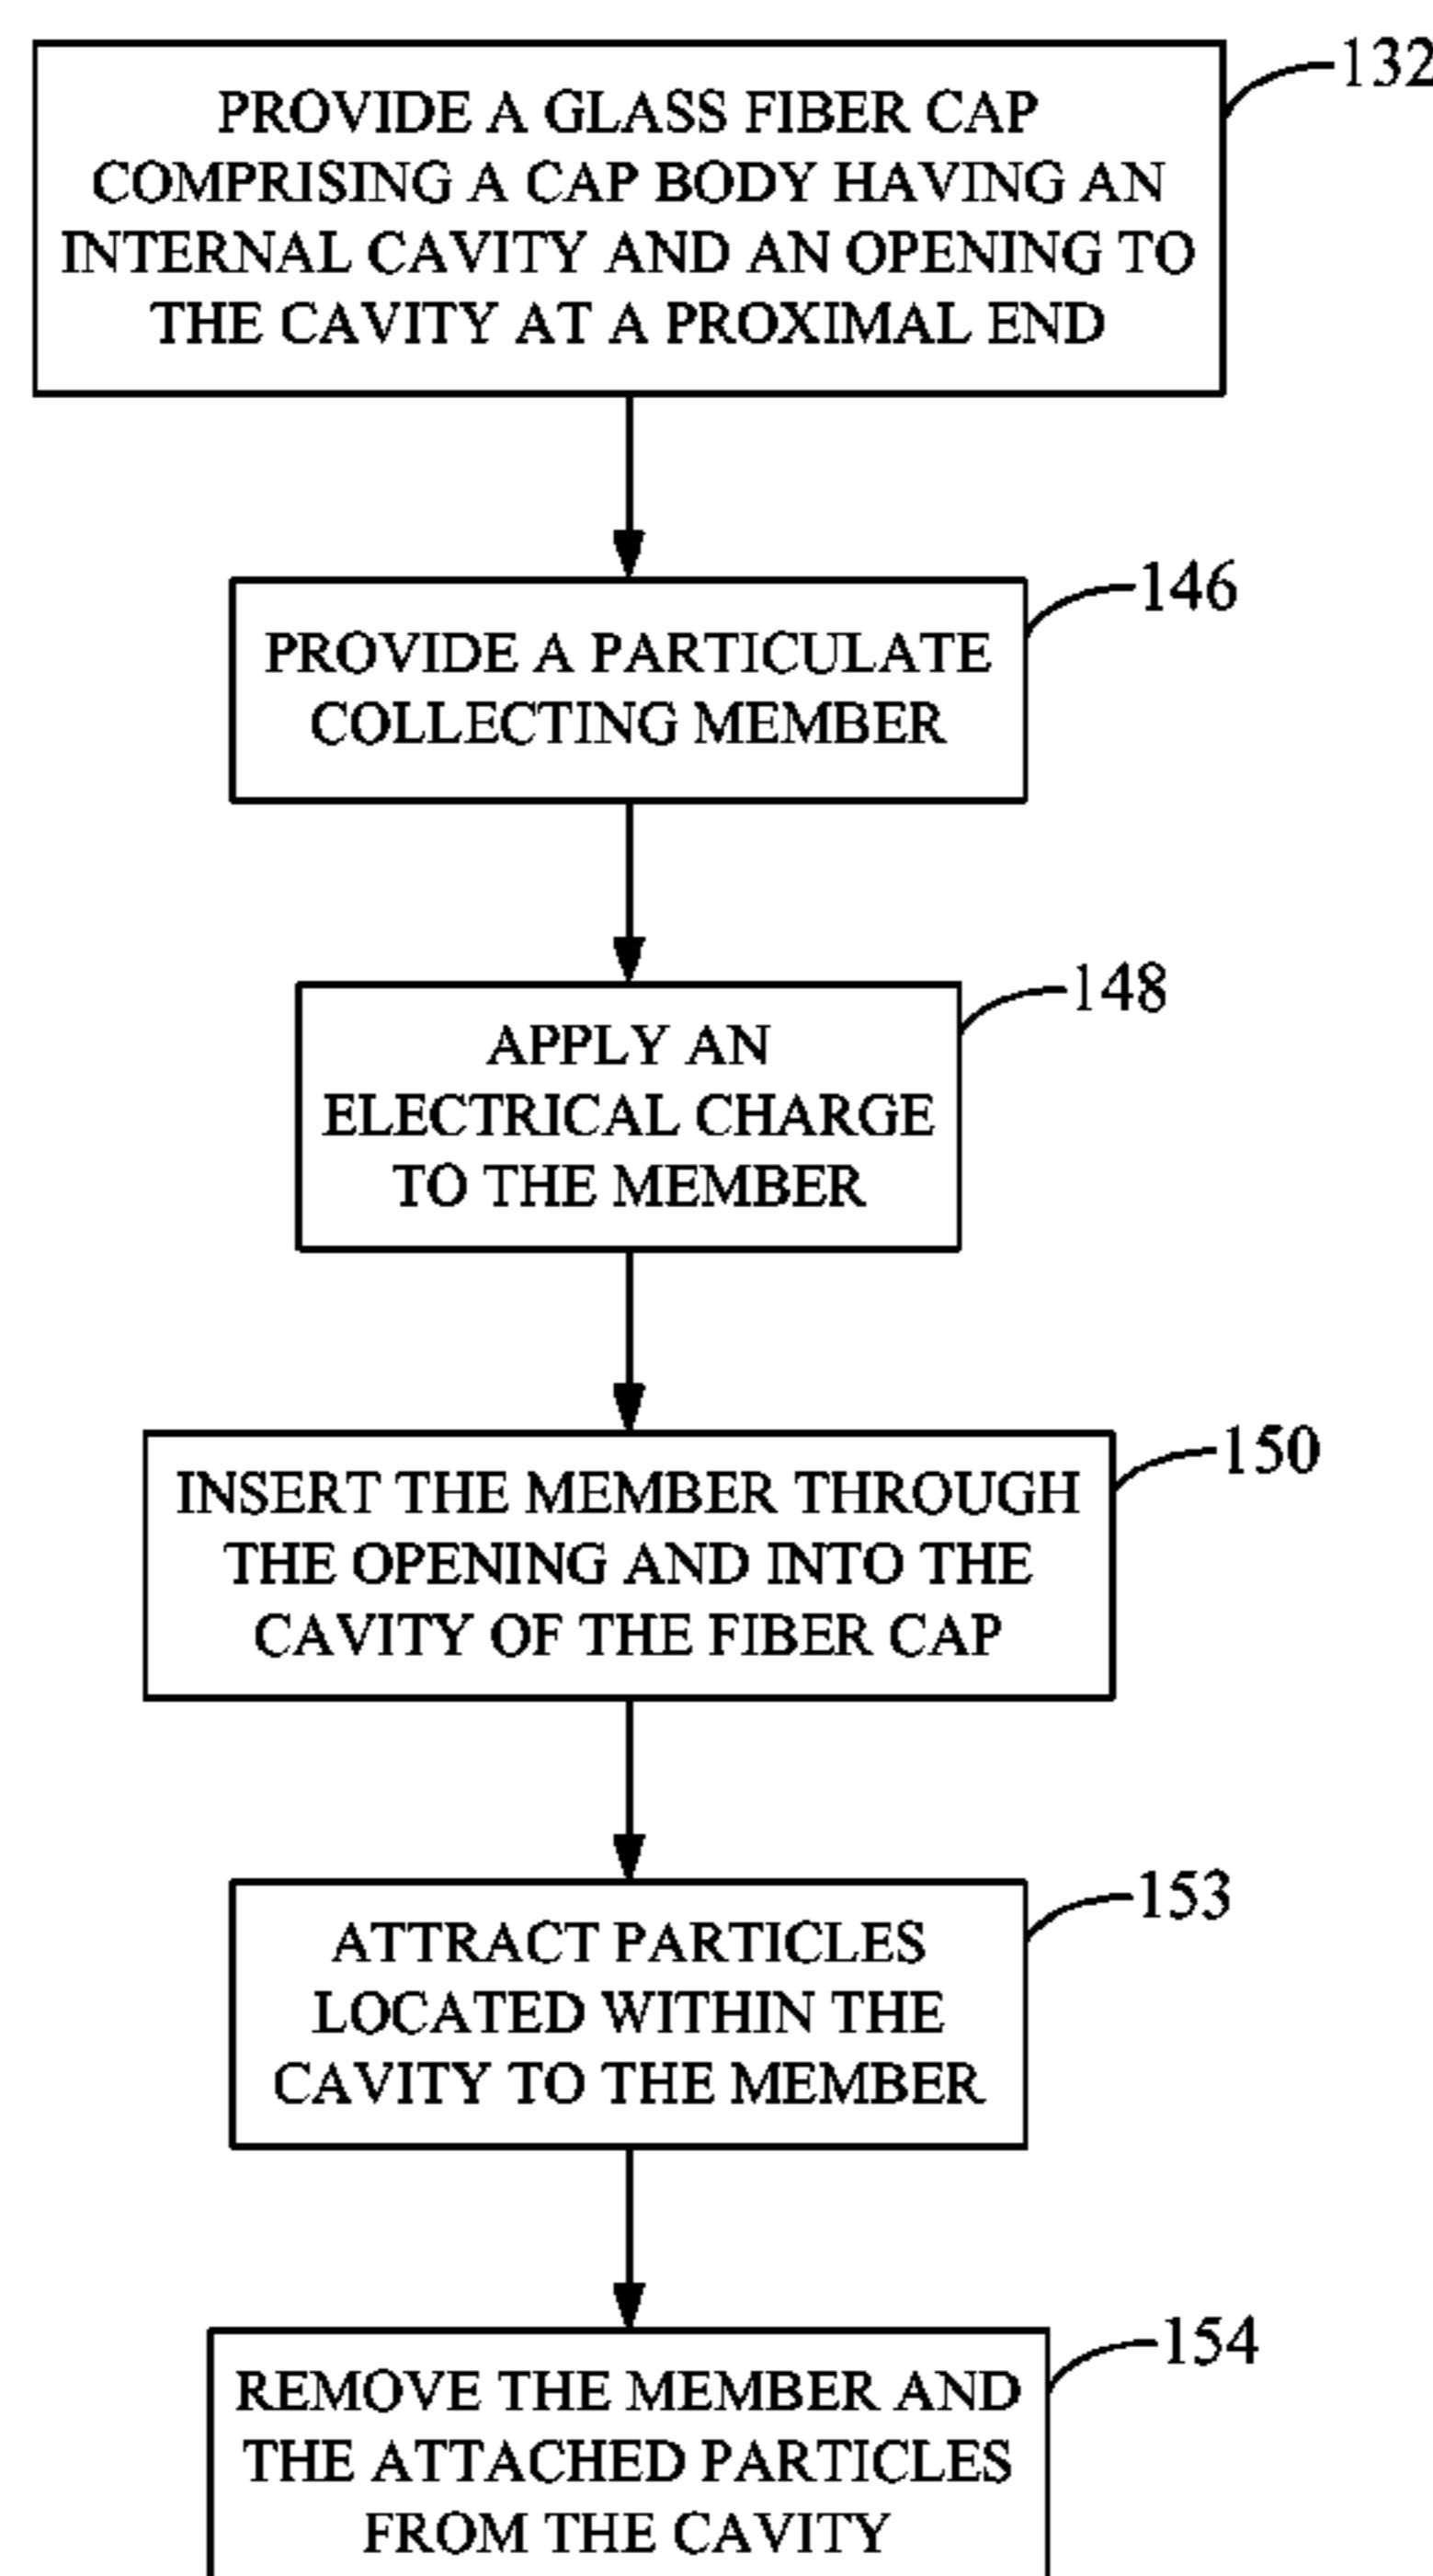 132
PROVIDE A GLASS FIBER CAP
COMPRISING A CAP BODY HAVING AN
INTERNAL CAVITY AND AN OPENING TO
THE CAVITY AT A PROXIMAL END
146
PROVIDE A PARTICULATE
COLLECTING MEMBER
148
APPLY AN
ELECTRICAL CHARGE
TO THE MEMBER
150
INSERT THE MEMBER THROUGH
THE OPENING AND INTO THE
CAVITY OF THE FIBER CAP
153
ATTRACT PARTICLES
LOCATED WITHIN THE
CAVITY TO THE MEMBER
154
REMOVE THE MEMBER AND
THE ATTACHED PARTICLES
FROM THE CAVITY